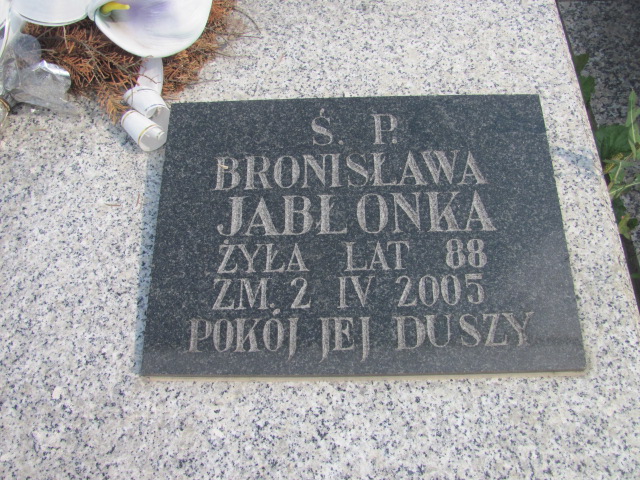 Ś. P.
BRONISŁAWA
JABŁONKA
ŻYŁA LAT 88
ZM. 2 IV 2005
POKÓJ JEJ DUSZY